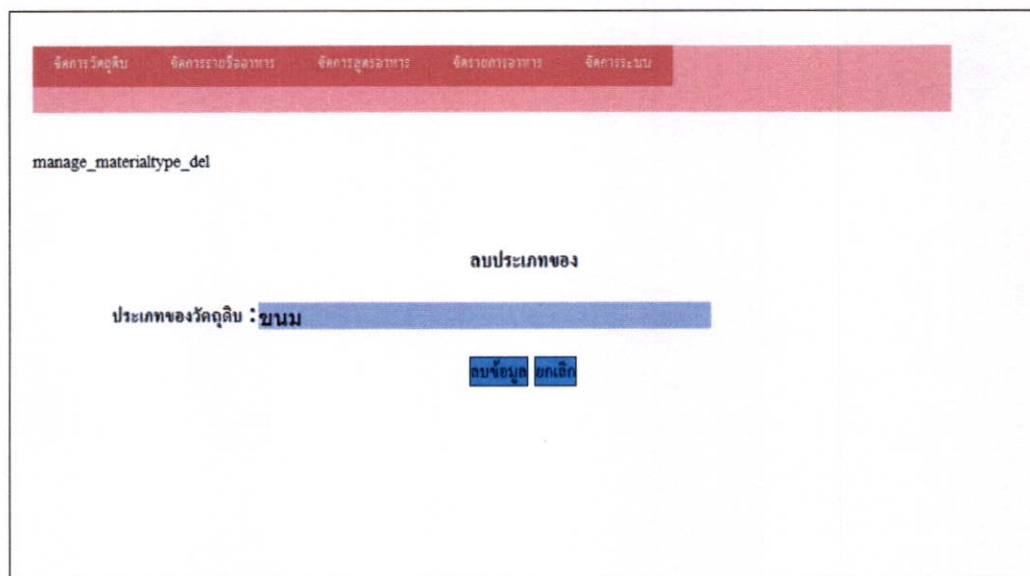 จัดการวัตถุดิบ จัดการรายชื่ออาหาร จัดการสูตรอาหาร จัดรายการอาหาร จัดการระบบ
manage_materialtype_del
ลบประเภทของ
ประเภทของวัตถุดิบ : ขนม
ลบข้อมูล ยกเลิก